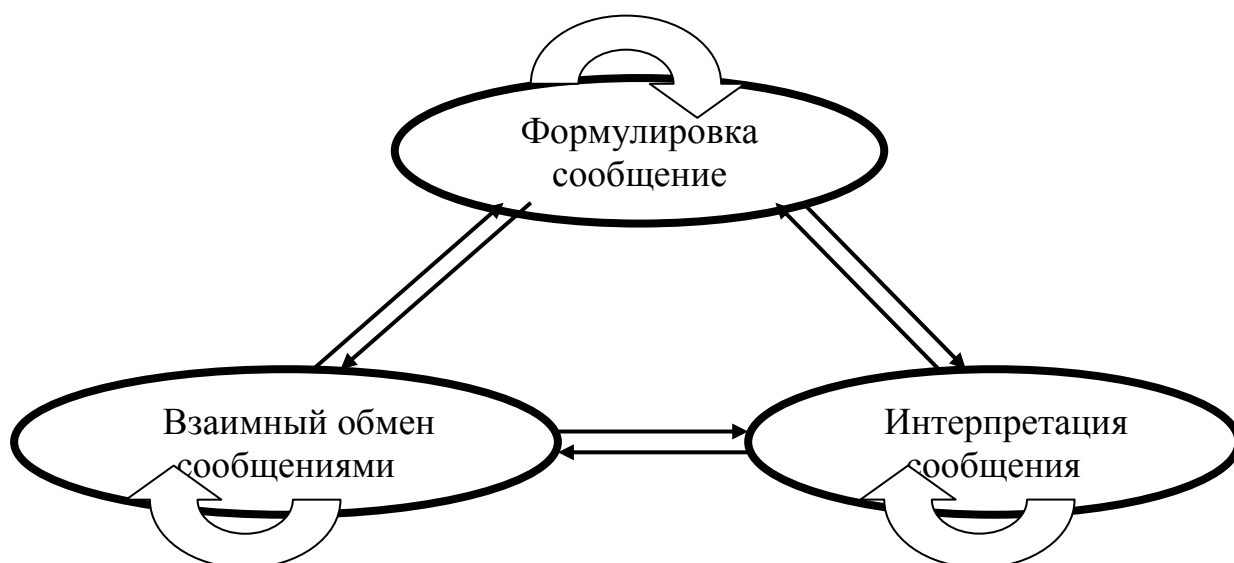 Формулировка
сообщение
Взаимный обмен
сообщениями
Интерпретация
сообщения